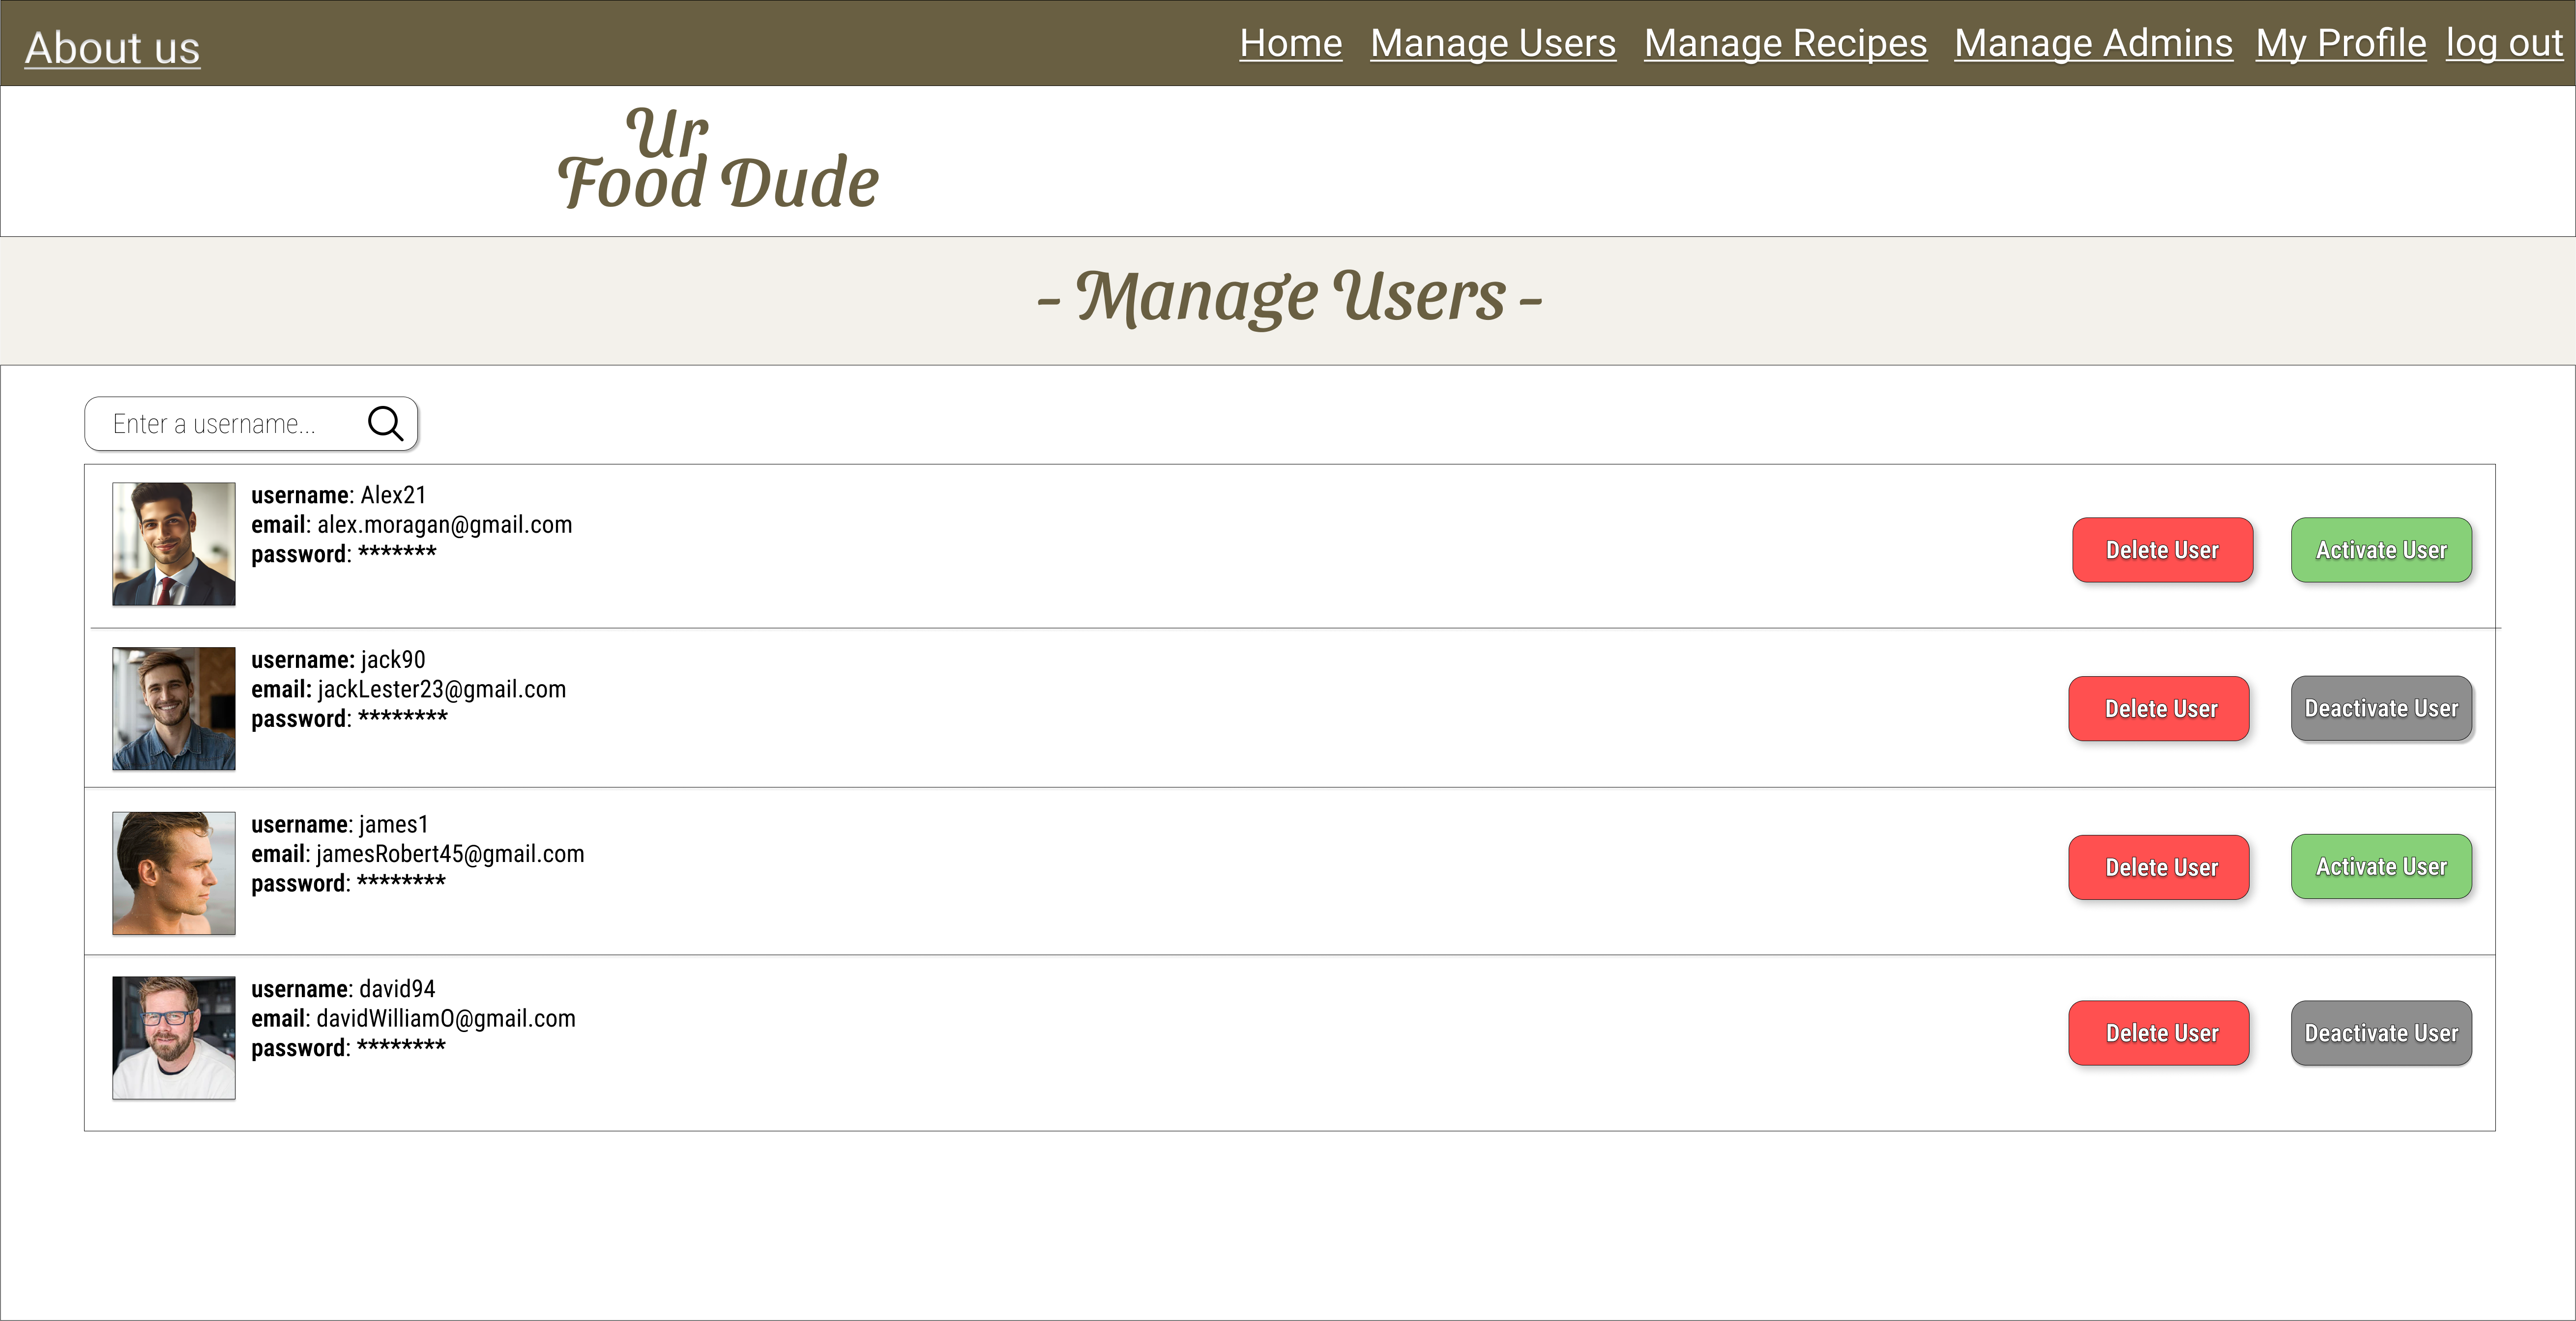 About us
Home Manage Users Manage Recipes Manage Admins My Profile log out
Ur
Food Dude
- Manage Users -
Enter a username...
username: Alex21
email: alex.moragan@gmail.com
password: *******
Delete User Activate User
username: jack90
email: jackLester23@gmail.com
password: ********
Delete User Deactivate User
username: james1
email: jamesRobert45@gmail.com
password: ********
Delete User Activate User
username: david94
email: davidWilliamO@gmail.com
password: ********
Delete User Deactivate User